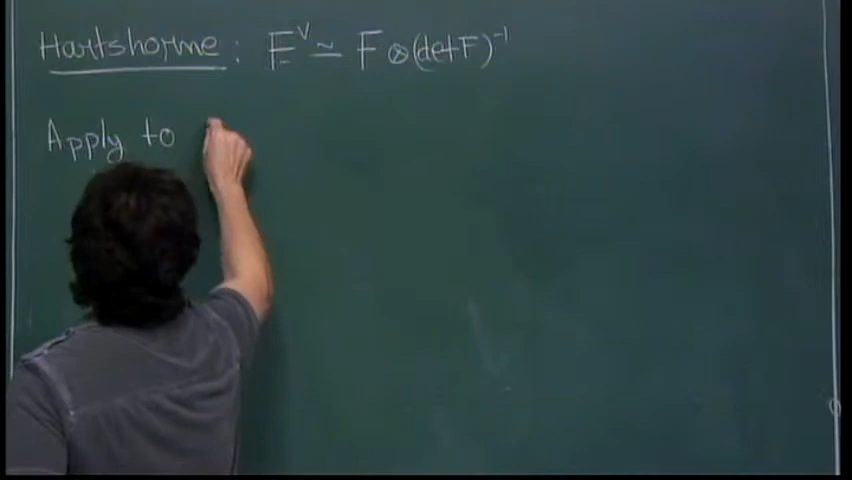 Hartshorne : F^∨ ≃ F ⊗ (det F)^-1
Apply to